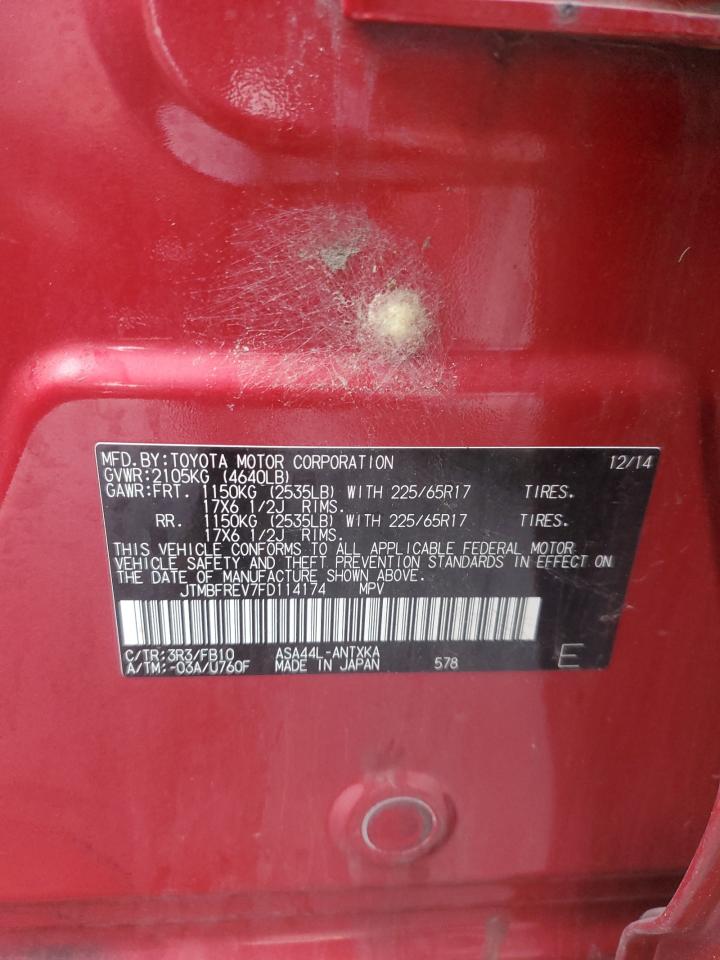 MFD.BY:TOYOTA MOTOR CORPORATION 12/14
GVWR:2105KG (4640LB)
GAWR:FRT. 1150KG (2535LB) WITH 225/65R17 TIRES.
17X6 1/2J RIMS.
RR. 1150KG (2535LB) WITH 225/65R17 TIRES.
17X6 1/2J RIMS.
THIS VEHICLE CONFORMS TO ALL APPLICABLE FEDERAL MOTOR
VEHICLE SAFETY AND THEFT PREVENTION STANDARDS IN EFFECT ON
THE DATE OF MANUFACTURE SHOWN ABOVE.
JTMBFREV7FD114174 MPV
C/TR:3R3/FB10 ASA44L-ANTXKA
A/TM:-03A/U760F MADE IN JAPAN 578 E